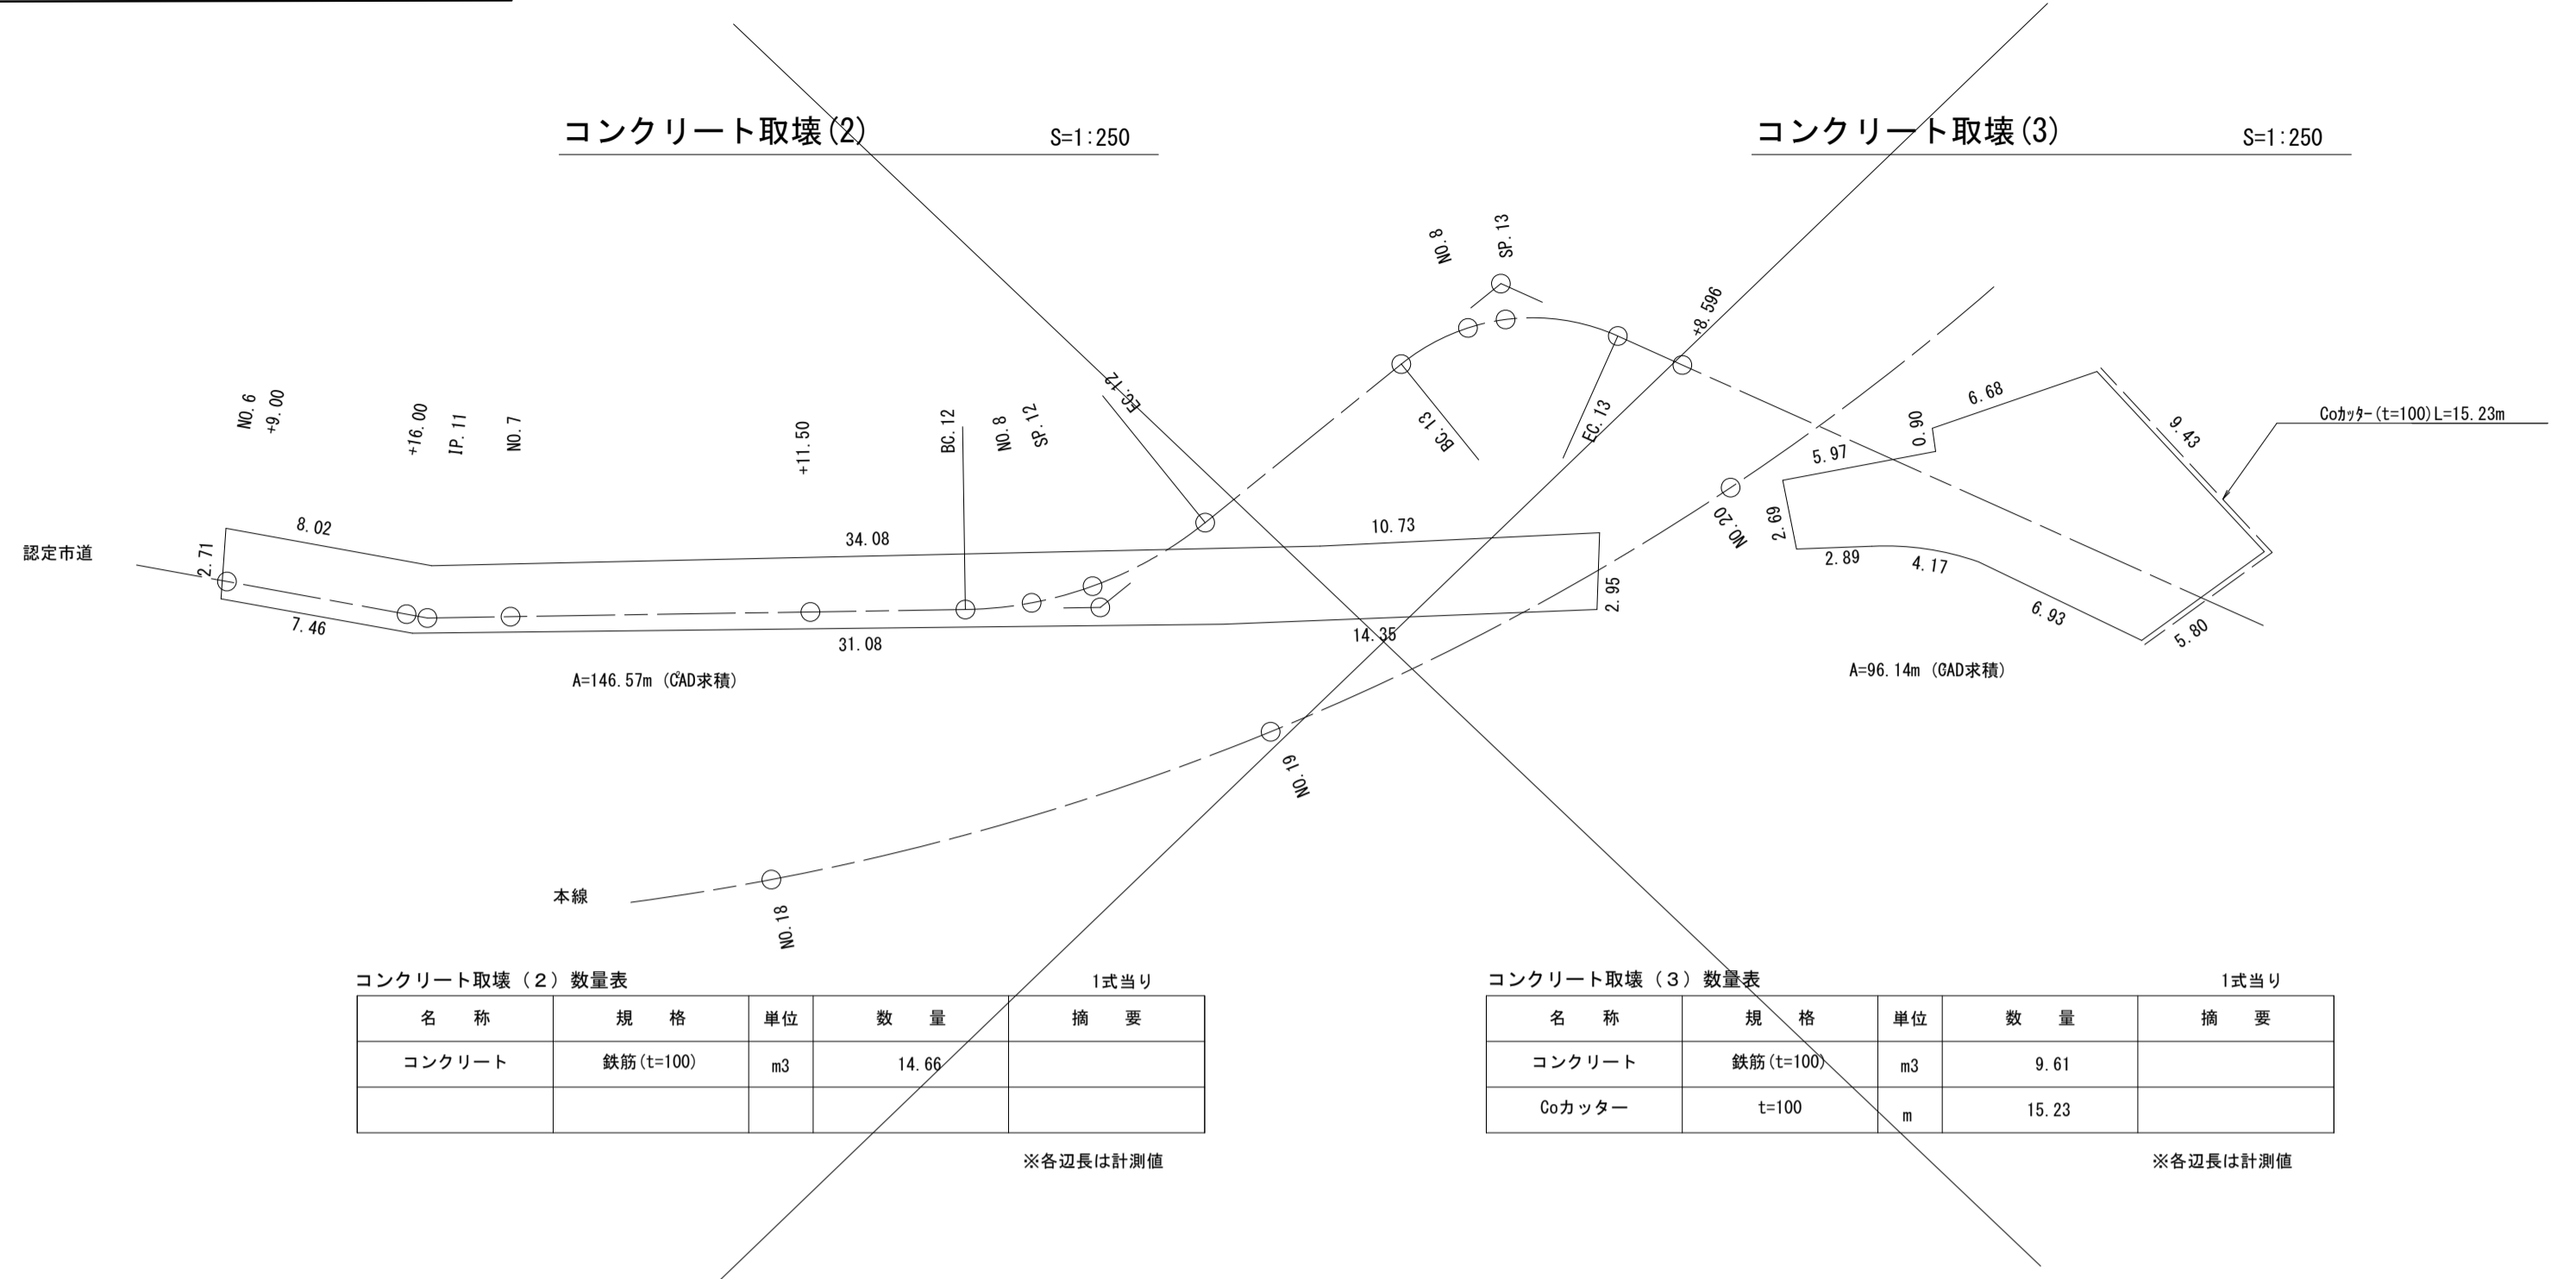 コンクリート取壊(2) S=1:250
コンクリート取壊(3) S=1:250
NO.6
+9.00
+16.00
IP.11
NO.7
+11.50
BC.12
NO.8
SP.12
EC.12
NO.8
SP.13
BC.13
EC.13
+8.596
認定市道
2.71
8.02
34.08
10.73
2.95
7.46
31.08
14.35
A=146.57m2(CAD求積)
NO.20
NO.19
NO.18
本線
5.97
0.90
6.68
9.43
Coカッター(t=100)L=15.23m
2.69
2.89
4.17
6.93
5.80
A=96.14m2(CAD求積)
コンクリート取壊(2)数量表 1式当り
名 称 規 格 単位 数 量 摘 要
コンクリート 鉄筋(t=100) m3 14.66
※各辺長は計測値
コンクリート取壊(3)数量表 1式当り
名 称 規 格 単位 数 量 摘 要
コンクリート 鉄筋(t=100) m3 9.61
Coカッター t=100 m 15.23
※各辺長は計測値